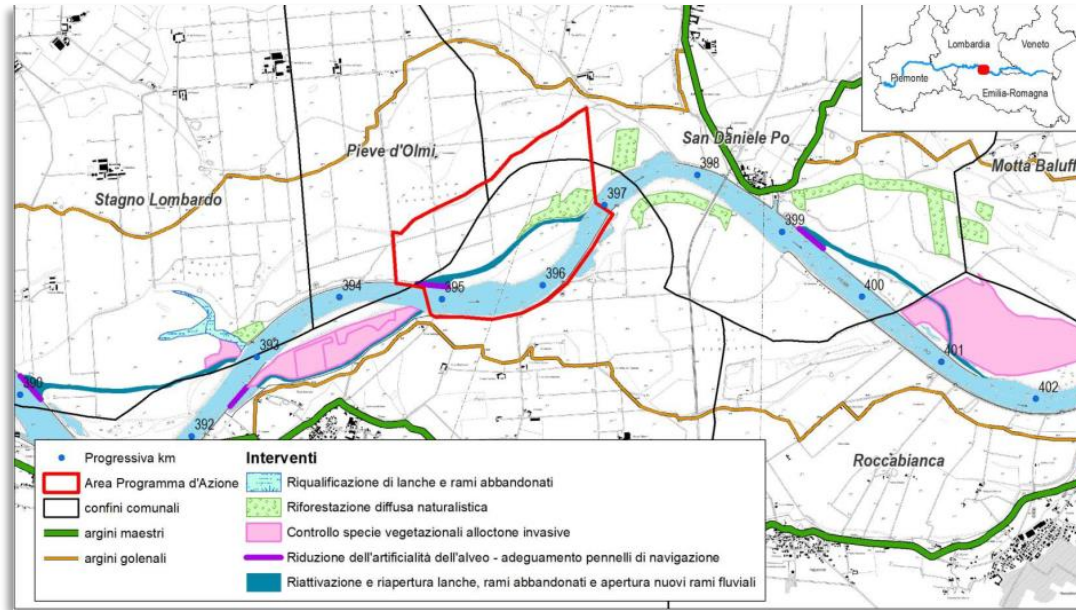 Lombardia
Veneto
Piemonte
Emilia-Romagna
San Daniele Po
Pieve d'Olmi
Motta Baluff
Stagno Lombardo
398
397
399
396
395
394
400
393
401
390
402
392
Roccabianca
Progressiva km
Area Programma d'Azione
confini comunali
argini maestri
argini golenali
Interventi
Riqualificazione di lanche e rami abbandonati
Riforestazione diffusa naturalistica
Controllo specie vegetazionali alloctone invasive
Riduzione dell'artificialità dell'alveo - adeguamento pennelli di navigazione
Riattivazione e riapertura lanche, rami abbandonati e apertura nuovi rami fluviali